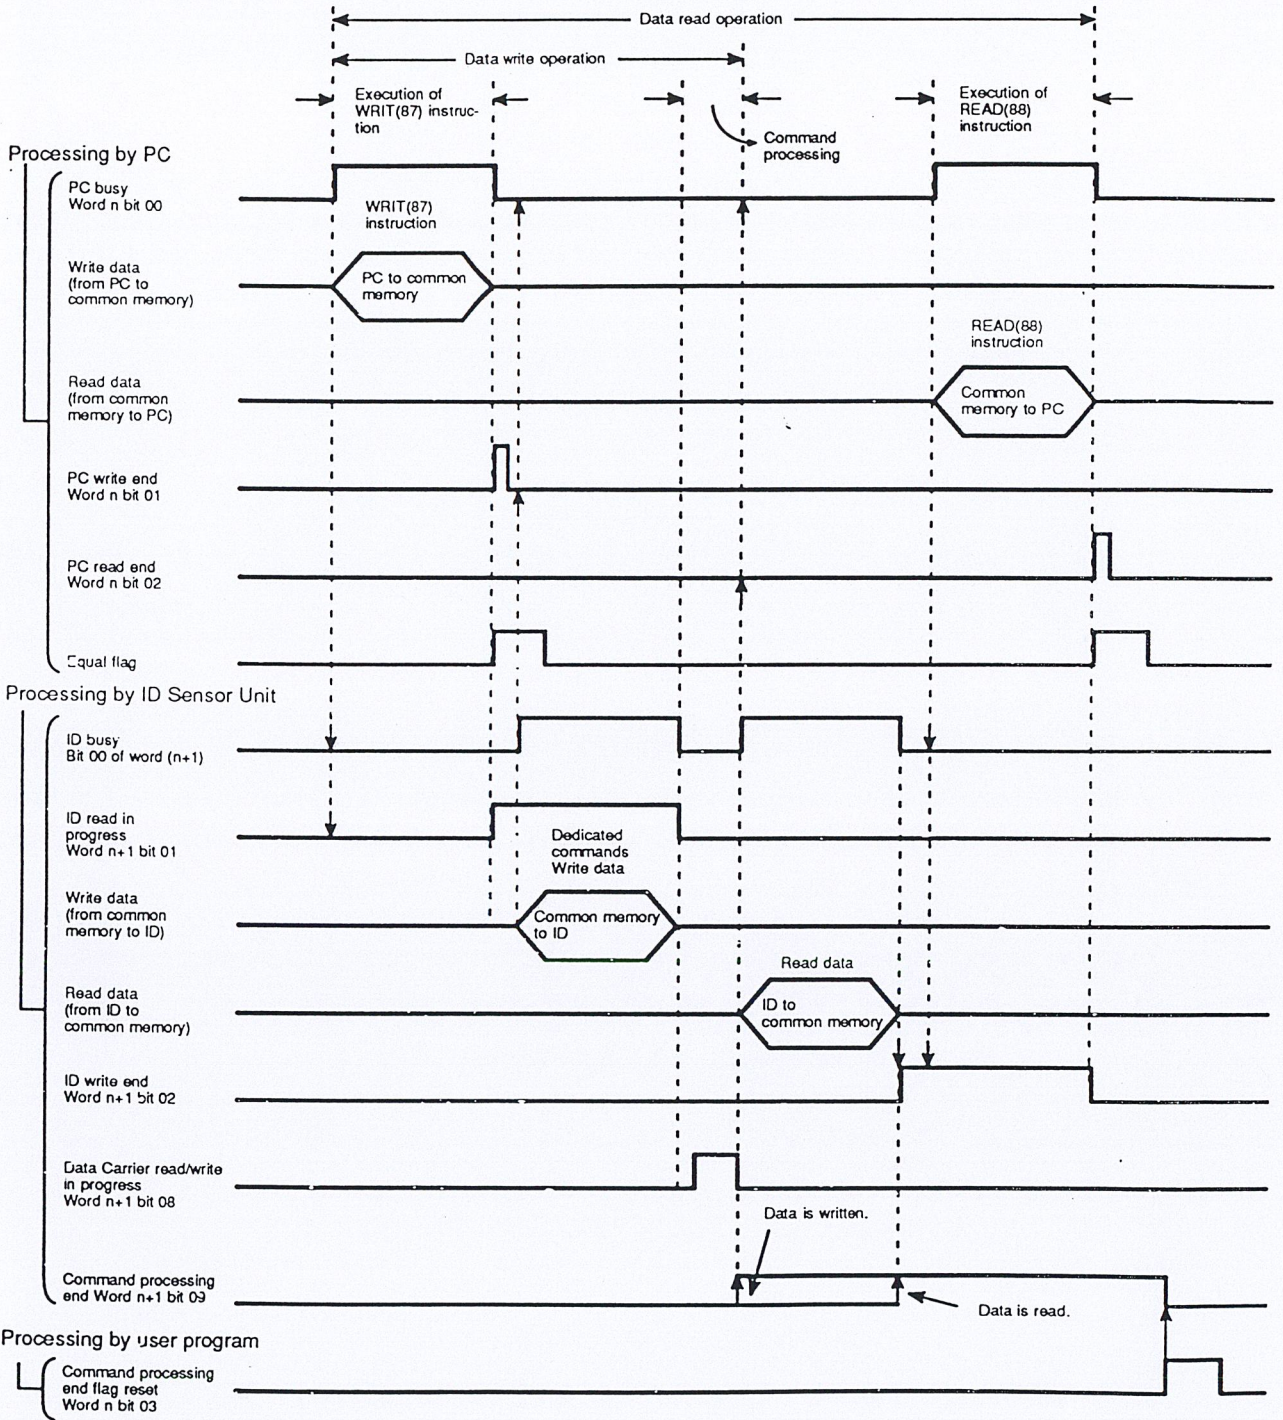 Data read operation
Data write operation
Execution of
WRIT(87) instruc-
tion
Execution of
READ(88)
instruction
Command
processing
Processing by PC
PC busy
Word n bit 00
WRIT(87)
instruction
Write data
(from PC to
common memory)
PC to common
memory
READ(88)
instruction
Read data
(from common
memory to PC)
Common
memory to PC
PC write end
Word n bit 01
PC read end
Word n bit 02
Equal flag
Processing by ID Sensor Unit
ID busy
Bit 00 of word (n+1)
ID read in
progress
Word n+1 bit 01
Dedicated
commands
Write data
Write data
(from common
memory to ID)
Common memory
to ID
Read data
Read data
(from ID to
common memory)
ID to
common memory
ID write end
Word n+1 bit 02
Data Carrier read/write
in progress
Word n+1 bit 08
Data is written.
Command processing
end Word n+1 bit 09
Data is read.
Processing by user program
Command processing
end flag reset
Word n bit 03